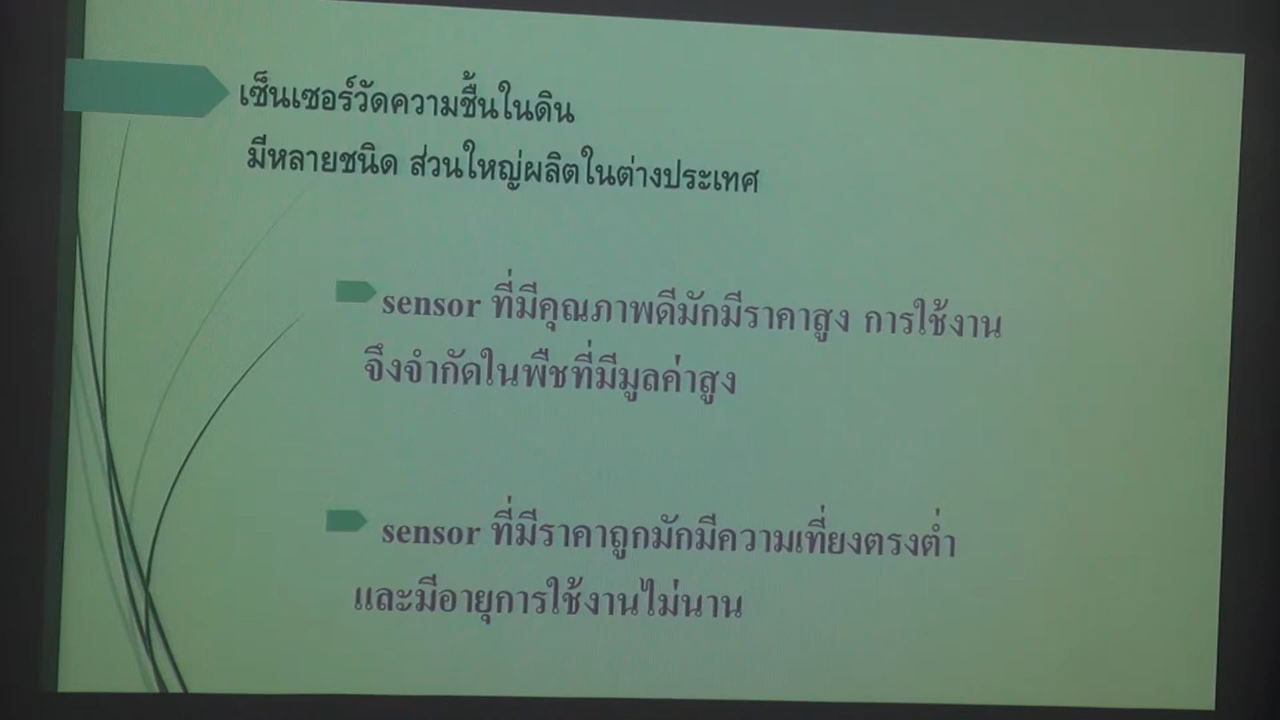 เซ็นเซอร์วัดความชื้นในดิน
มีหลายชนิด ส่วนใหญ่ผลิตในต่างประเทศ
sensor ที่มีคุณภาพดีมักมีราคาสูง การใช้งาน
จึงจำกัดในพืชที่มีมูลค่าสูง
sensor ที่มีราคาถูกมักมีความเที่ยงตรงต่ำ
และมีอายุการใช้งานไม่นาน